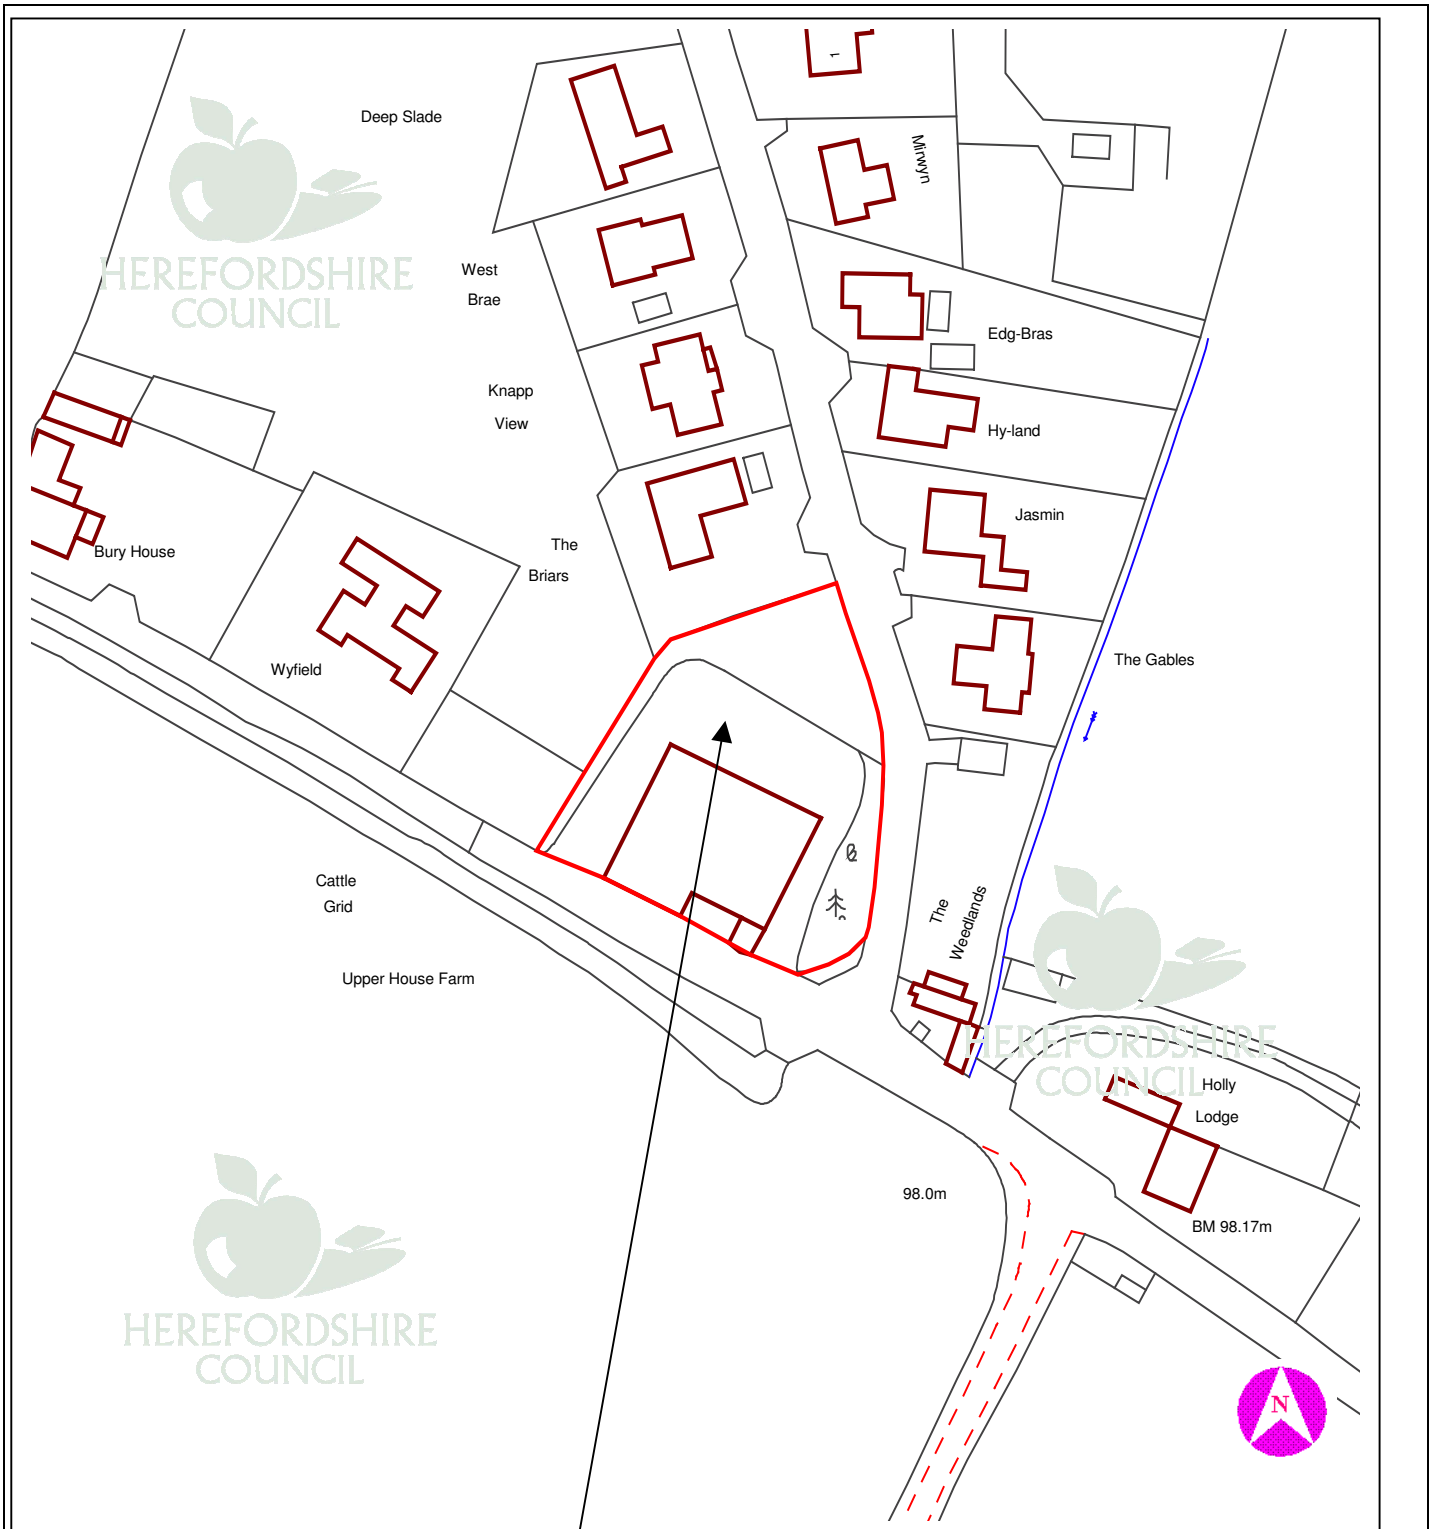 1
Deep Slade
Mirwyn
HEREFORDSHIRE
COUNCIL
West
Brae
Edg-Bras
Knapp
View
Hy-land
Jasmin
Bury House
The
Briars
Wyfield
The Gables
Cattle
Grid
The
Weedlands
Upper House Farm
HEREFORDSHIRE
COUNCIL
Holly
Lodge
98.0m
BM 98.17m
HEREFORDSHIRE
COUNCIL
N